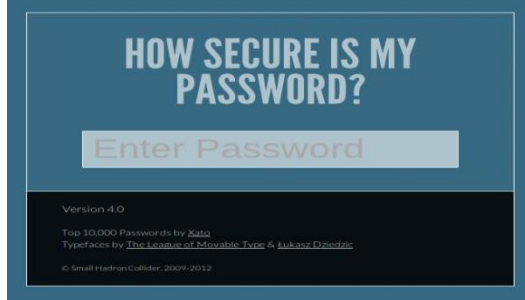 HOW SECURE IS MY
PASSWORD?
Enter Password
Version 4.0
Top 10,000 Passwords by Xato
Typefaces by The League of Movable Type & Łukasz Dziedzic
© Small Hadron Collider, 2009-2012